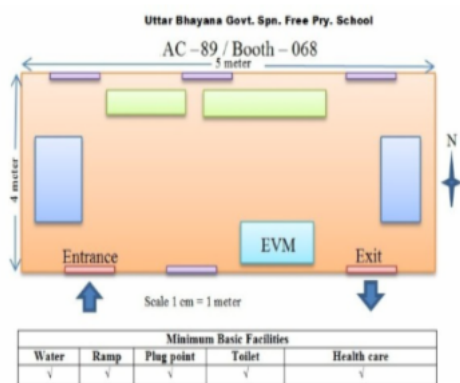 Uttar Bhayana Govt. Spn. Free Pry. School
AC –89 / Booth – 068
5 meter
4 meter
N
EVM
Entrance
Exit
Scale 1 cm = 1 meter
Minimum Basic Facilities
Water Ramp Plug point Toilet Health care
√ √ √ √ √